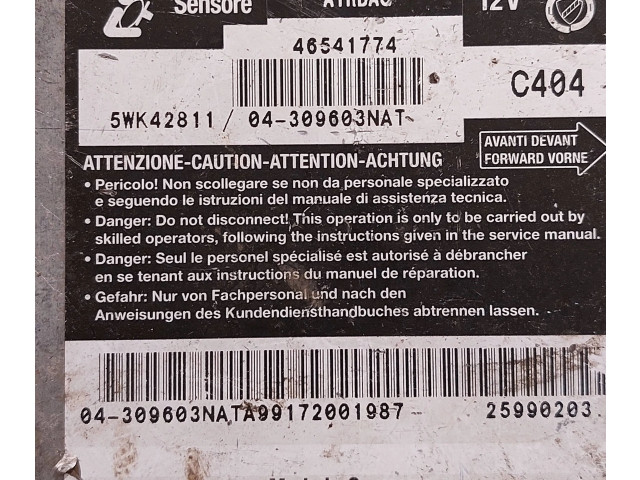 Sensore AIRBAG 12V
46541774
C404
5WK42811 / 04-309603NAT
AVANTI DEVANT
FORWARD VORNE
ATTENZIONE-CAUTION-ATTENTION-ACHTUNG
• Pericolo! Non scollegare se non da personale specializzato
e seguendo le istruzioni del manuale di assistenza tecnica.
• Danger: Do not disconnect! This operation is only to be carried out by
skilled operators, following the instructions given in the service manual.
• Danger: Seul le personel spécialisé est autorisé à débrancher
en se tenant aux instructions du manuel de réparation.
• Gefahr: Nur von Fachpersonal und nach den
Anweisungen des Kundendiensthandbuches abtrennen lassen.
04-309603NATA99172001987 25990203